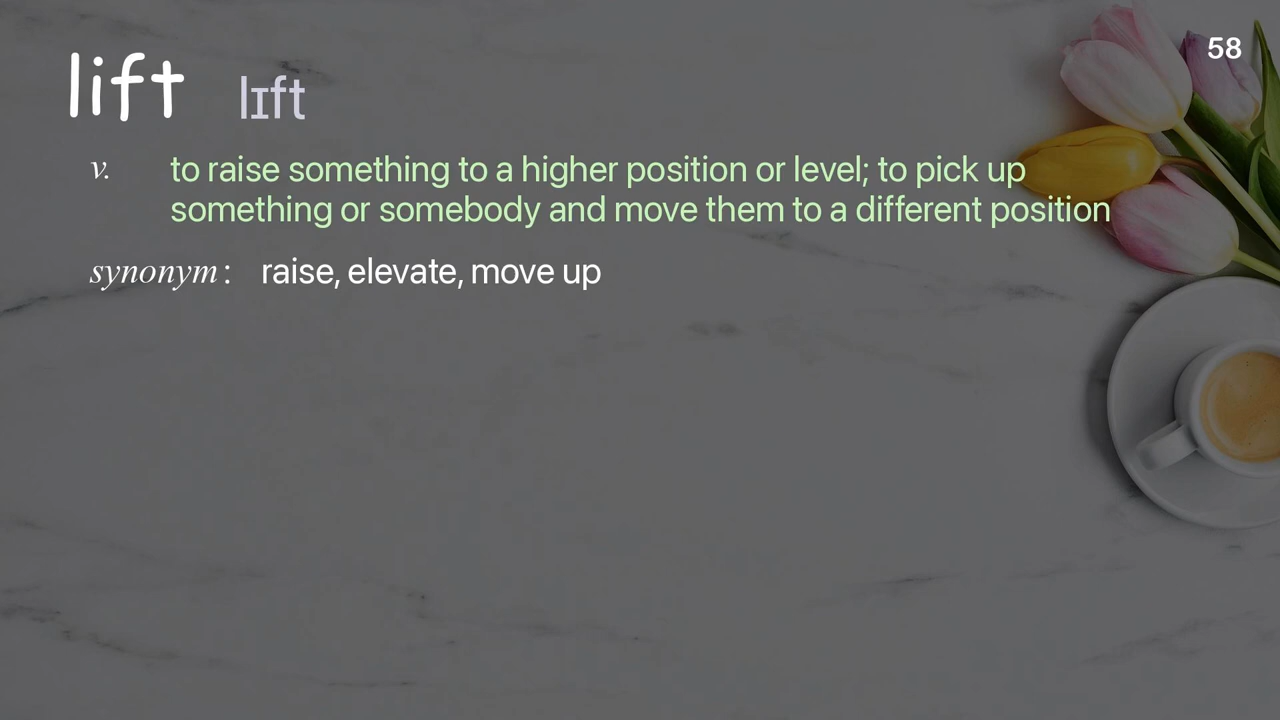 58
lift lɪft
v. to raise something to a higher position or level; to pick up
something or somebody and move them to a different position
synonym: raise, elevate, move up